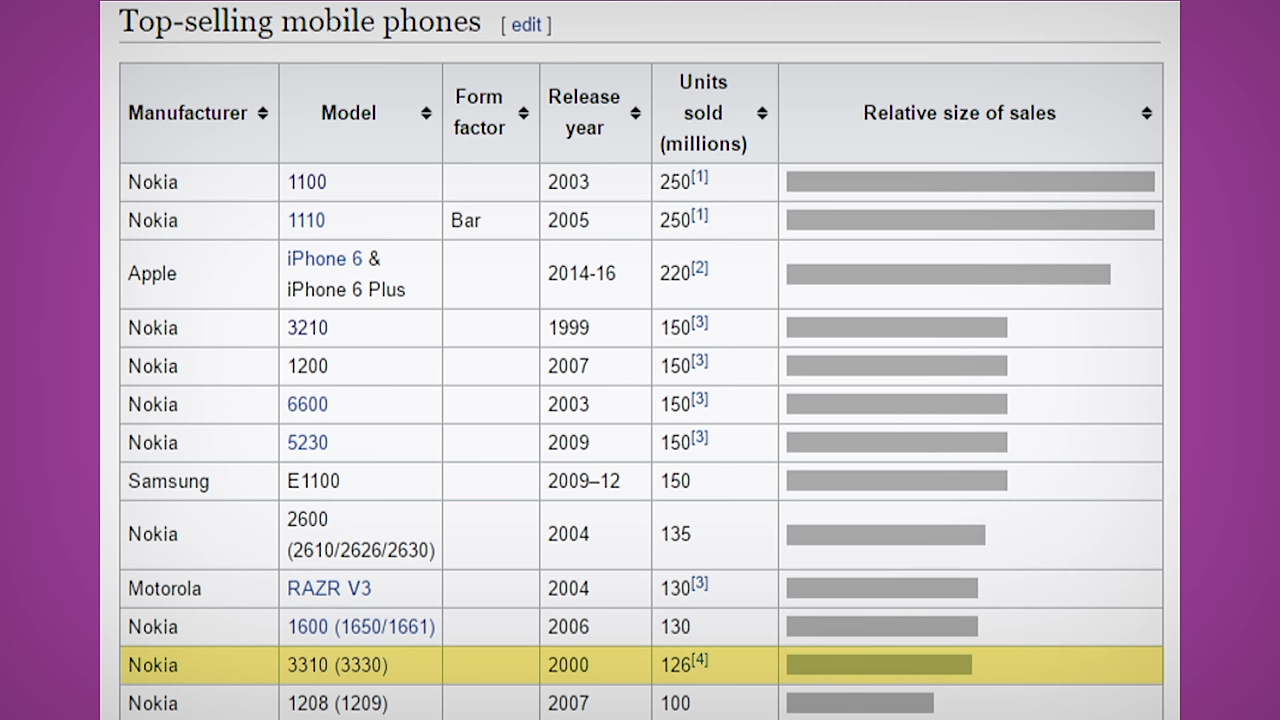 Top-selling mobile phones [ edit ]
Manufacturer Model Form factor Release year Units sold (millions) Relative size of sales
Nokia 1100 2003 250[1]
Nokia 1110 Bar 2005 250[1]
Apple iPhone 6 & iPhone 6 Plus 2014-16 220[2]
Nokia 3210 1999 150[3]
Nokia 1200 2007 150[3]
Nokia 6600 2003 150[3]
Nokia 5230 2009 150[3]
Samsung E1100 2009–12 150
Nokia 2600 (2610/2626/2630) 2004 135
Motorola RAZR V3 2004 130[3]
Nokia 1600 (1650/1661) 2006 130
Nokia 3310 (3330) 2000 126[4]
Nokia 1208 (1209) 2007 100